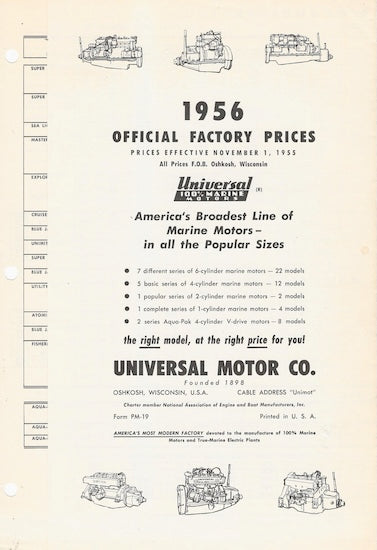 1956
OFFICIAL FACTORY PRICES
PRICES EFFECTIVE NOVEMBER 1, 1955
All Prices F.O.B. Oshkosh, Wisconsin
Universal (R)
100% MARINE
MOTORS
America's Broadest Line of
Marine Motors—
in all the Popular Sizes
● 7 different series of 6-cylinder marine motors — 22 models
● 5 basic series of 4-cylinder marine motors — 12 models
● 1 popular series of 2-cylinder marine motors — 2 models
● 1 complete series of 1-cylinder marine motors — 4 models
● 2 series Aqua-Pak 4-cylinder V-drive motors — 8 models
the right model, at the right price for you!
UNIVERSAL MOTOR CO.
Founded 1898
OSHKOSH, WISCONSIN, U.S.A. CABLE ADDRESS "Unimot"
Charter member National Association of Engine and Boat Manufacturers, Inc.
Form PM-19 Printed in U. S. A.
AMERICA'S MOST MODERN FACTORY devoted to the manufacture of 100% Marine
Motors and True-Marine Electric Plants
SUPER
SUPER
SEA LI
MASTE
EXPLO
CRUISE
BLUE J
UNIMI
SUPER
BLUE J
UTILIT
ATOMI
BLUE J
FISHER
AQUA-
AQUA-
AQUA-